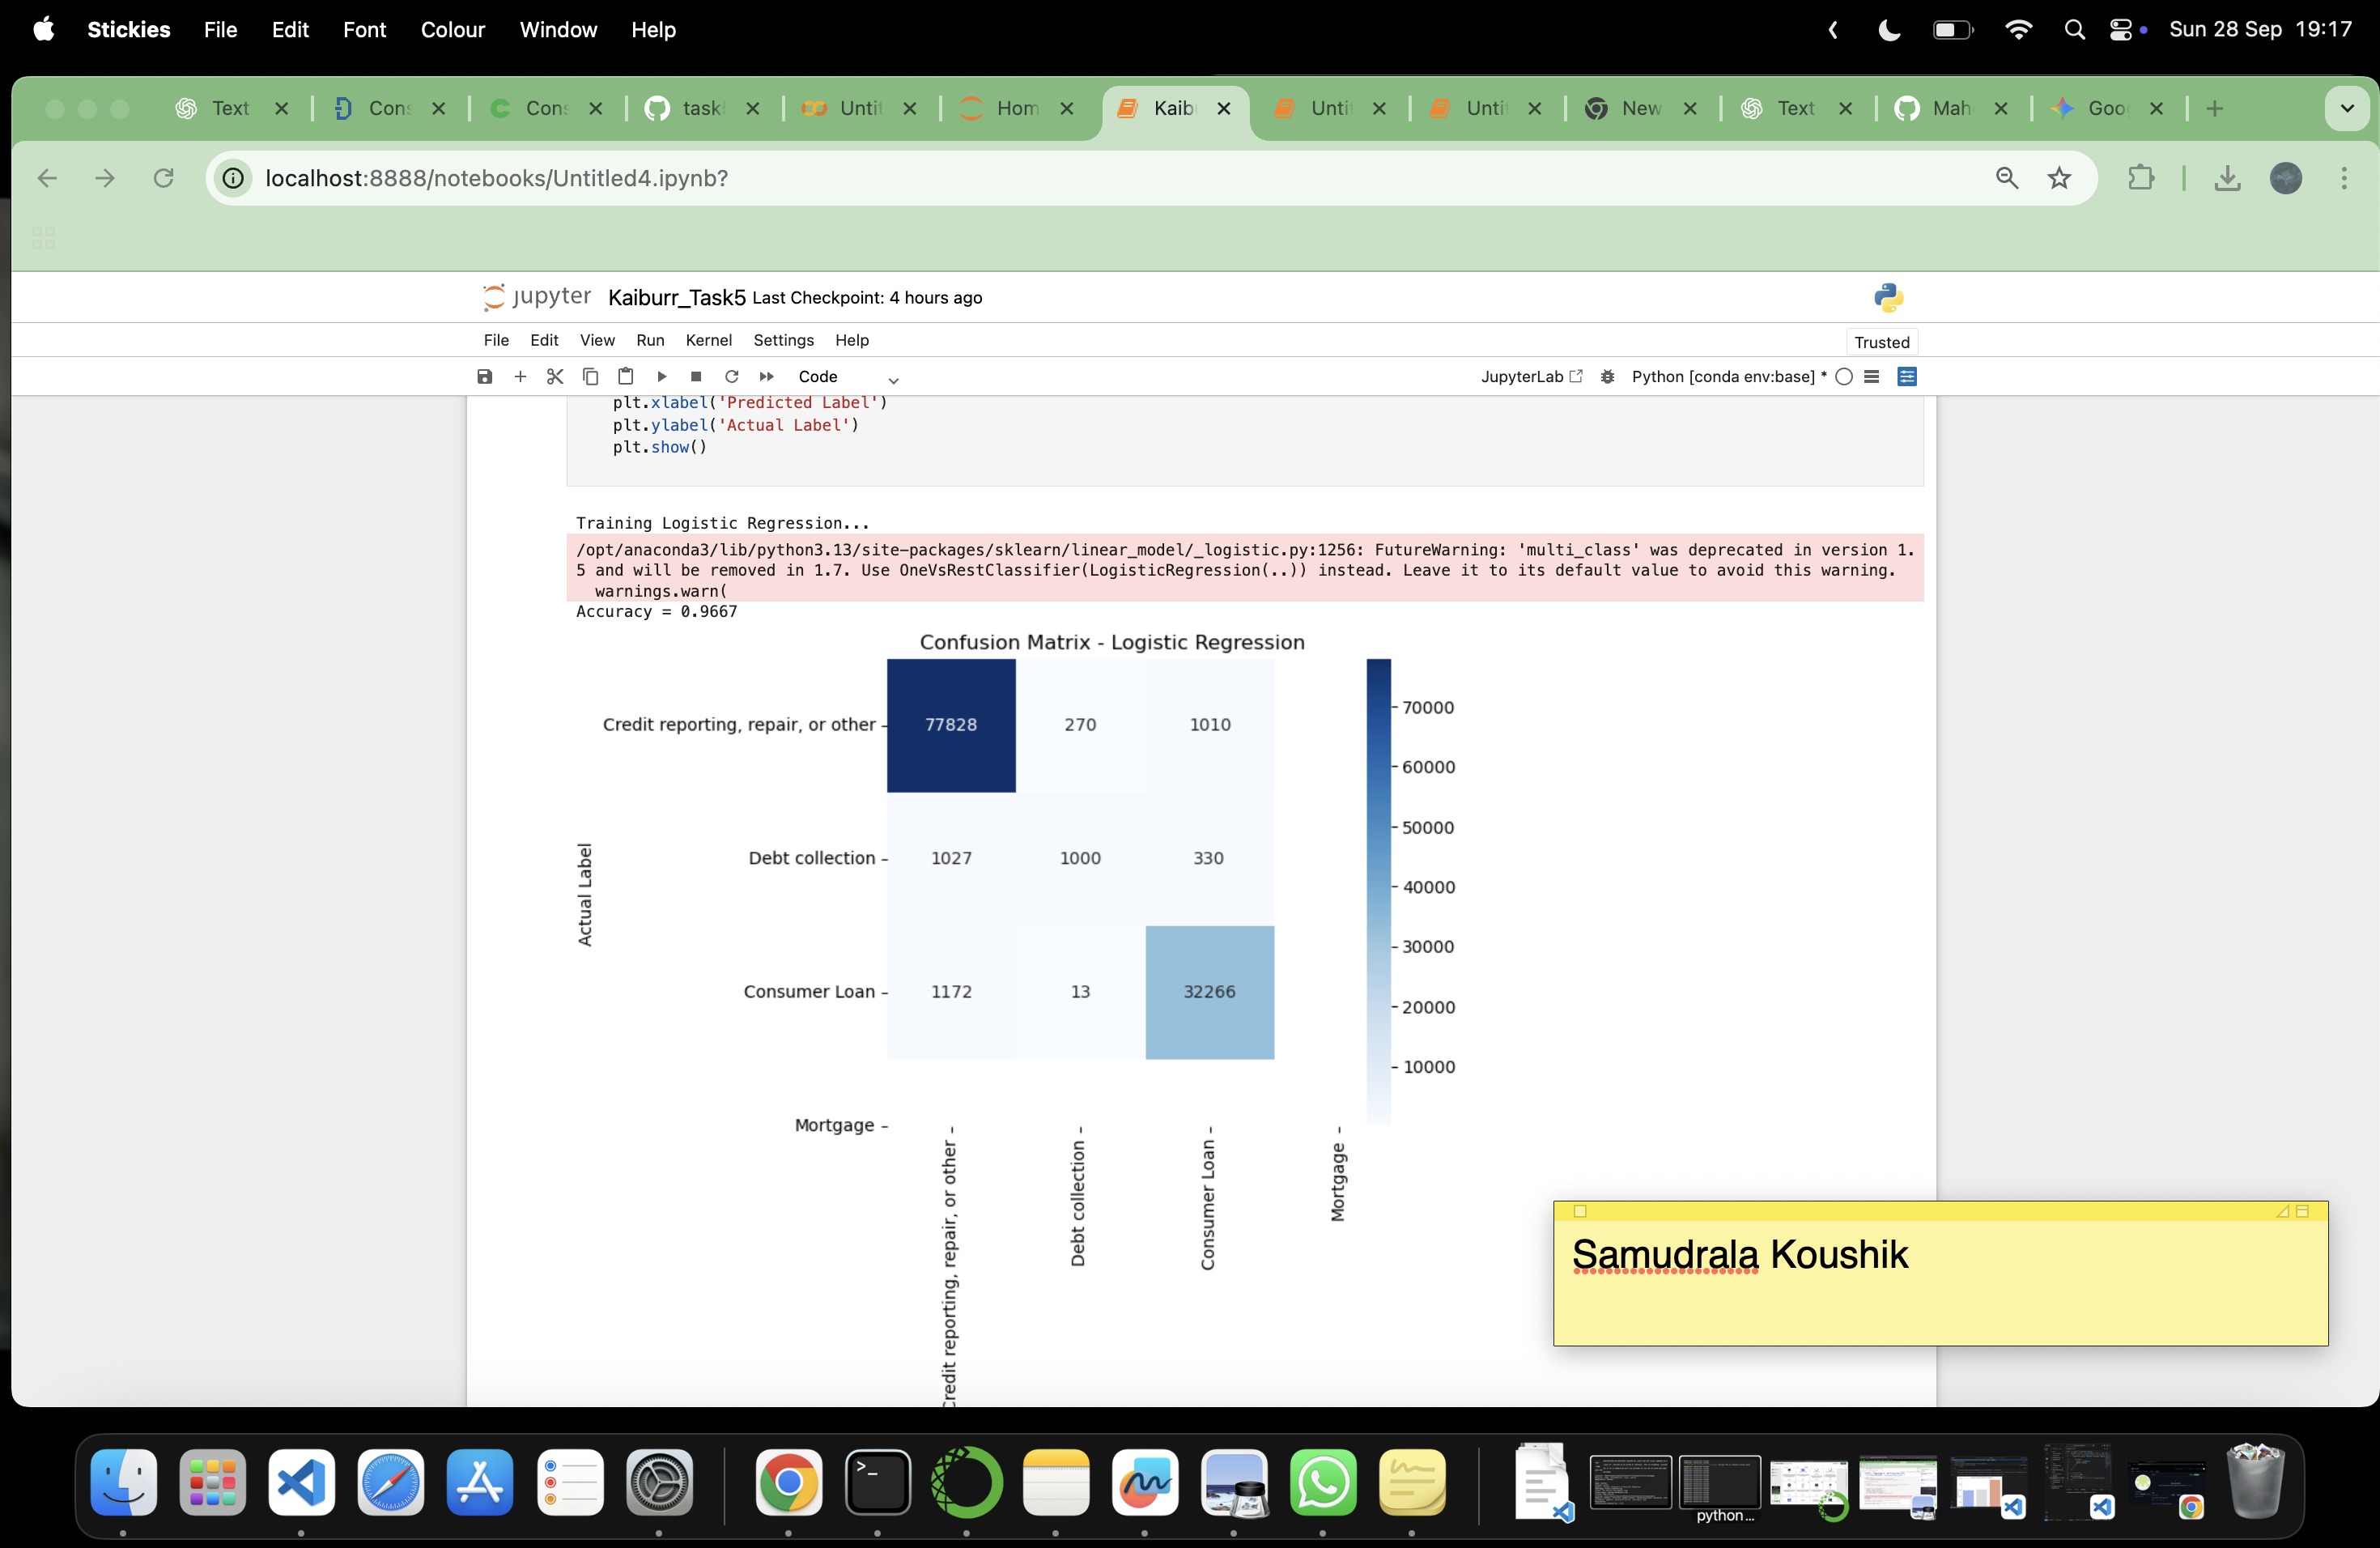 Stickies File Edit Font Colour Window Help Sun 28 Sep 19:17
Text Cons Cons task Untit Hom Kaib Untit Untit New Text Mah Goo
localhost:8888/notebooks/Untitled4.ipynb?
jupyter Kaiburr_Task5 Last Checkpoint: 4 hours ago
File Edit View Run Kernel Settings Help Trusted
Code JupyterLab Python [conda env:base] *
plt.xlabel('Predicted Label')
plt.ylabel('Actual Label')
plt.show()
Training Logistic Regression...
/opt/anaconda3/lib/python3.13/site-packages/sklearn/linear_model/_logistic.py:1256: FutureWarning: 'multi_class' was deprecated in version 1.
5 and will be removed in 1.7. Use OneVsRestClassifier(LogisticRegression(..)) instead. Leave it to its default value to avoid this warning.
warnings.warn(
Accuracy = 0.9667
Confusion Matrix - Logistic Regression
Credit reporting, repair, or other 77828 270 1010
Debt collection 1027 1000 330
Consumer Loan 1172 13 32266
Mortgage
Actual Label
70000
60000
50000
40000
30000
20000
10000
Credit reporting, repair, or other
Debt collection
Consumer Loan
Mortgage
Samudrala Koushik
python...